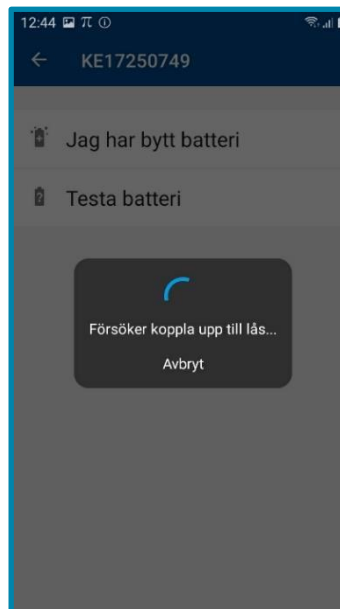 12:44 π
KE17250749
Jag har bytt batteri
Testa batteri
Försöker koppla upp till lås...
Avbryt